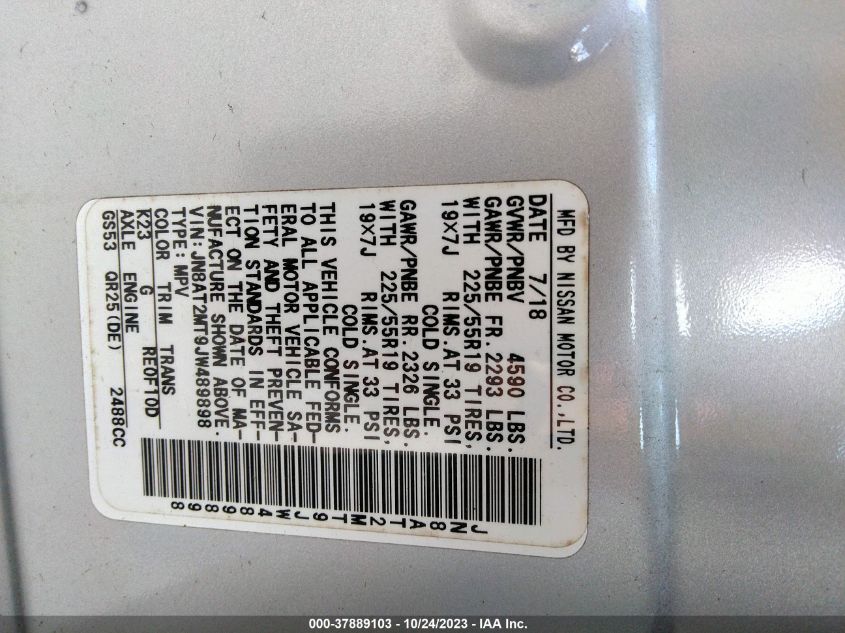 MFD BY NISSAN MOTOR CO.,LTD.
DATE 7/18
GVWR/PNBV 4590 LBS.
GAWR/PNBE FR. 2293 LBS.
WITH 225/55R19 TIRES,
19X7J RIMS.AT 33 PSI
COLD SINGLE.
GAWR/PNBE RR. 2326 LBS.
WITH 225/55R19 TIRES,
19X7J RIMS.AT 33 PSI
COLD SINGLE.
THIS VEHICLE CONFORMS
TO ALL APPLICABLE FED-
ERAL MOTOR VEHICLE SA-
FETY AND THEFT PREVEN-
TION STANDARDS IN EFF-
ECT ON THE DATE OF MA-
NUFACTURE SHOWN ABOVE.
VIN: JN8AT2MT9JW489898
TYPE: MPV
COLOR TRIM TRANS
K23 G RE0F10D
AXLE ENGINE
GS53 QR25(DE) 2488CC
JN8AT2MT9JW489898
000-37889103 - 10/24/2023 - IAA Inc.